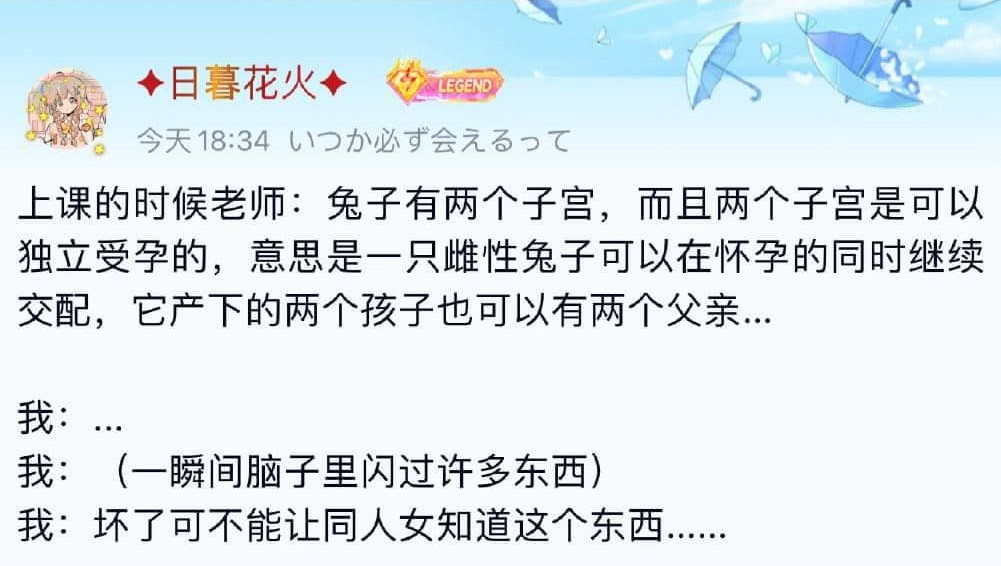 ✦日暮花火✦ LEGEND
今天18:34 いつか必ず会えるって
上课的时候老师：兔子有两个子宫，而且两个子宫是可以
独立受孕的，意思是一只雌性兔子可以在怀孕的同时继续
交配，它产下的两个孩子也可以有两个父亲...
我：...
我：（一瞬间脑子里闪过许多东西）
我：坏了可不能让同人女知道这个东西......